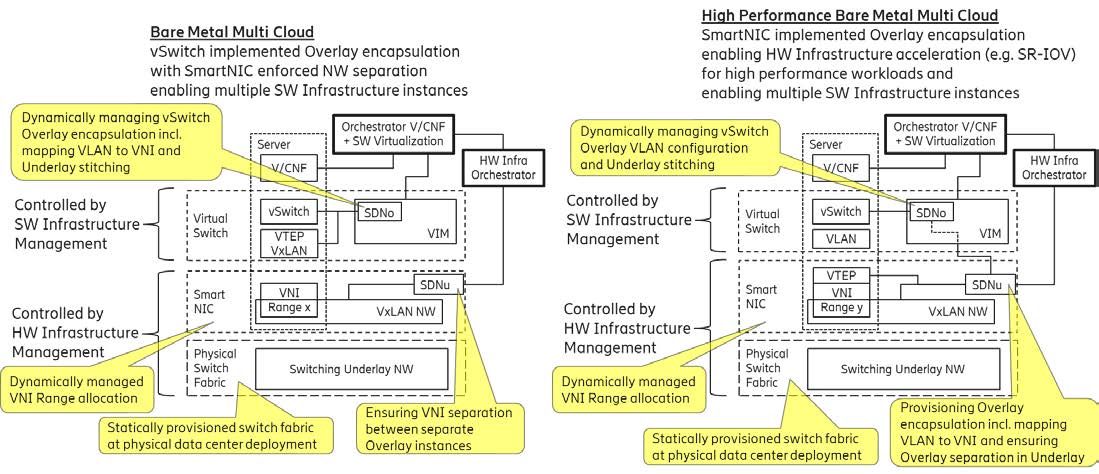 Bare Metal Multi Cloud
vSwitch implemented Overlay encapsulation
with SmartNIC enforced NW separation
enabling multiple SW Infrastructure instances
Dynamically managing vSwitch
Overlay encapsulation incl.
mapping VLAN to VNI and
Underlay stitching
Server
Orchestrator V/CNF
+ SW Virtualization
HW Infra
Orchestrator
V/CNF
Controlled by
SW Infrastructure
Management
Virtual
Switch
vSwitch
SDNo
VTEP
VxLAN
VIM
Controlled by
HW Infrastructure
Management
Smart
NIC
VNI
Range x
SDNu
VxLAN NW
Physical
Switch
Fabric
Switching Underlay NW
Dynamically managed
VNI Range allocation
Statically provisioned switch fabric
at physical data center deployment
Ensuring VNI separation
between separate
Overlay instances
High Performance Bare Metal Multi Cloud
SmartNIC implemented Overlay encapsulation
enabling HW Infrastructure acceleration (e.g. SR-IOV)
for high performance workloads and
enabling multiple SW Infrastructure instances
Dynamically managing vSwitch
Overlay VLAN configuration
and Underlay stitching
Server
Orchestrator V/CNF
+ SW Virtualization
HW Infra
Orchestrator
V/CNF
Controlled by
SW Infrastructure
Management
Virtual
Switch
vSwitch
SDNo
VLAN
VIM
Controlled by
HW Infrastructure
Management
Smart
NIC
VTEP
VNI
Range y
SDNu
VxLAN NW
Physical
Switch
Fabric
Switching Underlay NW
Dynamically managed
VNI Range allocation
Statically provisioned switch fabric
at physical data center deployment
Provisioning Overlay
encapsulation incl. mapping
VLAN to VNI and ensuring
Overlay separation in Underlay